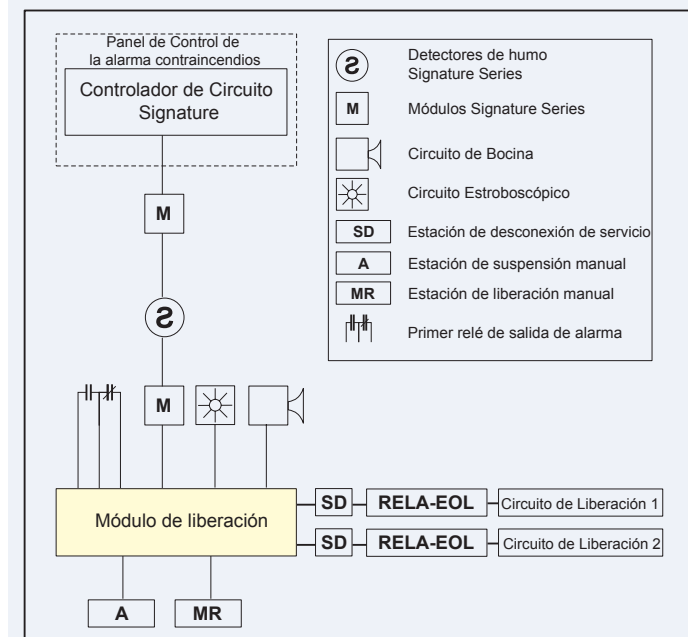 Panel de Control de
la alarma contraincendios
Controlador de Circuito
Signature
M
S
M
Módulo de liberación
SD
RELA-EOL
Circuito de Liberación 1
SD
RELA-EOL
Circuito de Liberación 2
A
MR
S
Detectores de humo
Signature Series
M
Módulos Signature Series
Circuito de Bocina
Circuito Estroboscópico
SD
Estación de desconexión de servicio
A
Estación de suspensión manual
MR
Estación de liberación manual
Primer relé de salida de alarma